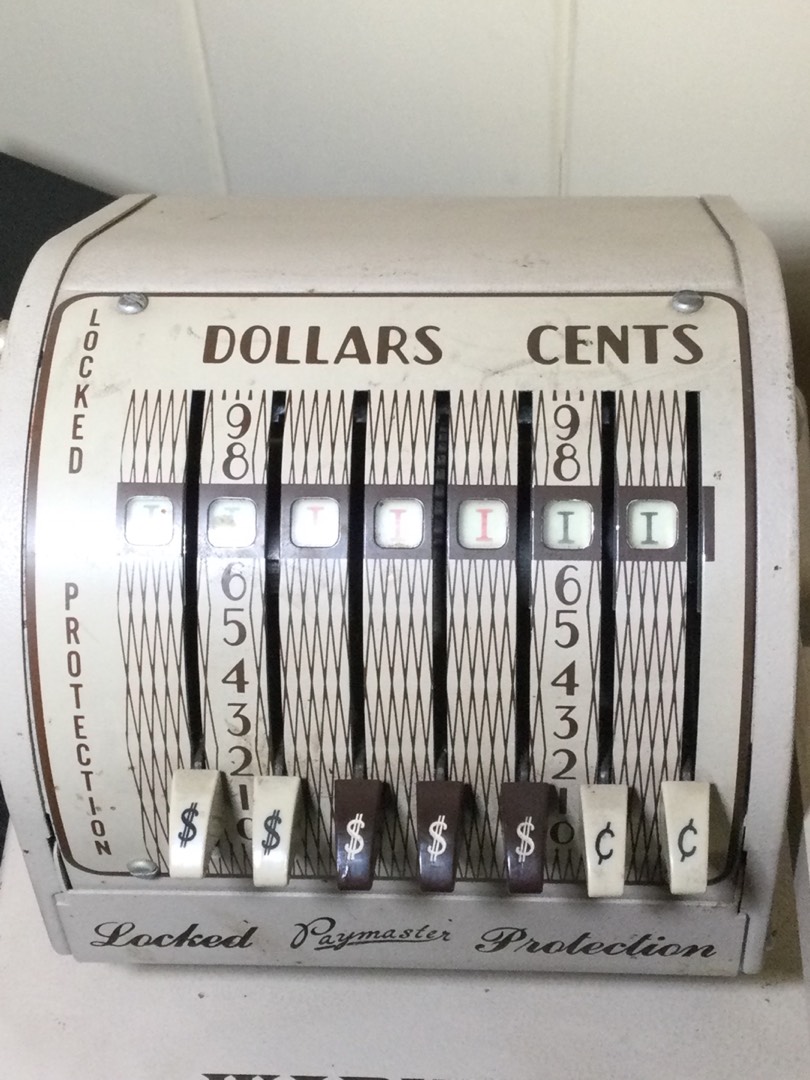 DOLLARS CENTS
LOCKED
PROTECTION
9 9
8 8
I I I I I
6 6
5 5
4 4
3 3
2 2
1 1
0 0
$ $ $ $ $ ¢ ¢
Locked Paymaster Protection